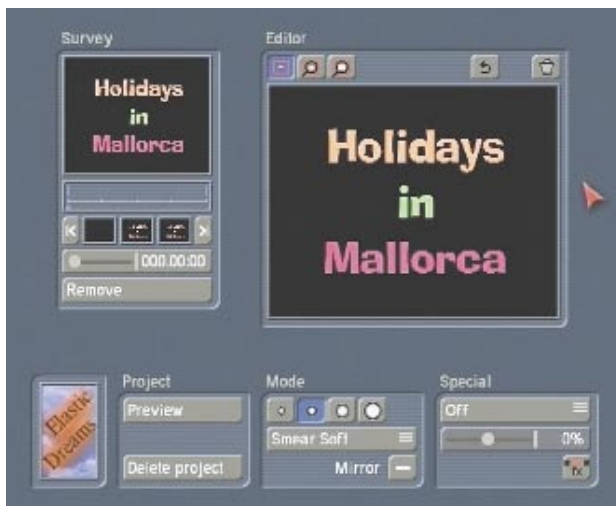 Survey
Holidays
in
Mallorca
000.00:00
Remove
Editor
Holidays
in
Mallorca
Elastic
Dreams
Project
Preview
Delete project
Mode
Smear Soft
Mirror
Special
Off
0%
fx